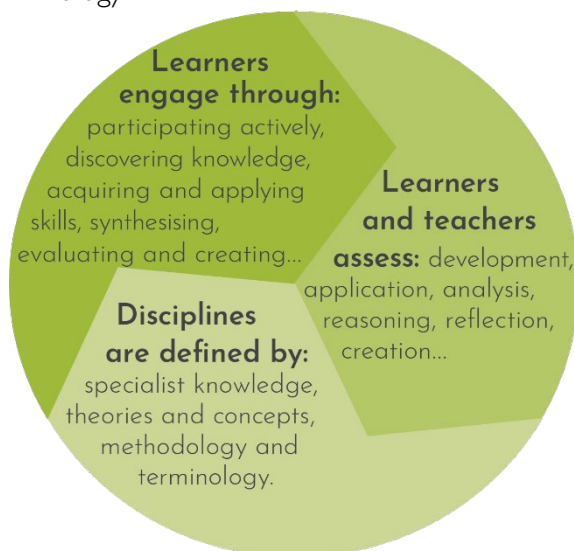 Learners
engage through:
participating actively,
discovering knowledge,
acquiring and applying
skills, synthesising,
evaluating and creating...
Learners
and teachers
assess: development,
application, analysis,
reasoning, reflection,
creation...
Disciplines
are defined by:
specialist knowledge,
theories and concepts,
methodology and
terminology.